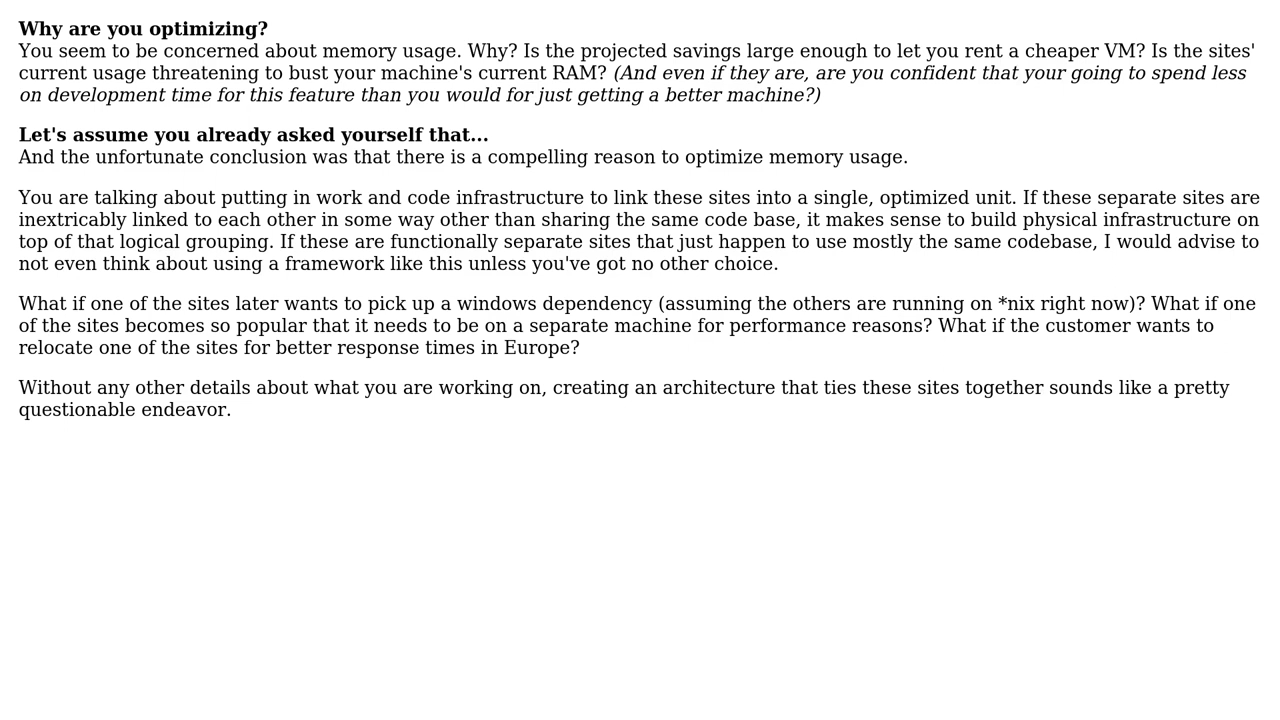 Why are you optimizing?
You seem to be concerned about memory usage. Why? Is the projected savings large enough to let you rent a cheaper VM? Is the sites'
current usage threatening to bust your machine's current RAM? (And even if they are, are you confident that your going to spend less
on development time for this feature than you would for just getting a better machine?)
Let's assume you already asked yourself that...
And the unfortunate conclusion was that there is a compelling reason to optimize memory usage.
You are talking about putting in work and code infrastructure to link these sites into a single, optimized unit. If these separate sites are
inextricably linked to each other in some way other than sharing the same code base, it makes sense to build physical infrastructure on
top of that logical grouping. If these are functionally separate sites that just happen to use mostly the same codebase, I would advise to
not even think about using a framework like this unless you've got no other choice.
What if one of the sites later wants to pick up a windows dependency (assuming the others are running on *nix right now)? What if one
of the sites becomes so popular that it needs to be on a separate machine for performance reasons? What if the customer wants to
relocate one of the sites for better response times in Europe?
Without any other details about what you are working on, creating an architecture that ties these sites together sounds like a pretty
questionable endeavor.